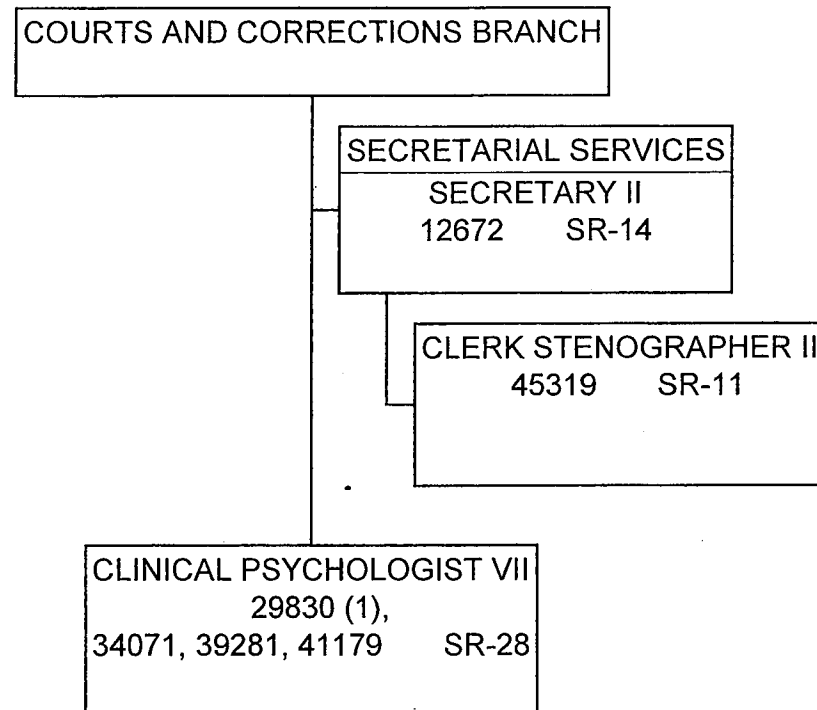 COURTS AND CORRECTIONS BRANCH
SECRETARIAL SERVICES
SECRETARY II
12672 SR-14
CLERK STENOGRAPHER II
45319 SR-11
CLINICAL PSYCHOLOGIST VII
29830 (1),
34071, 39281, 41179 SR-28